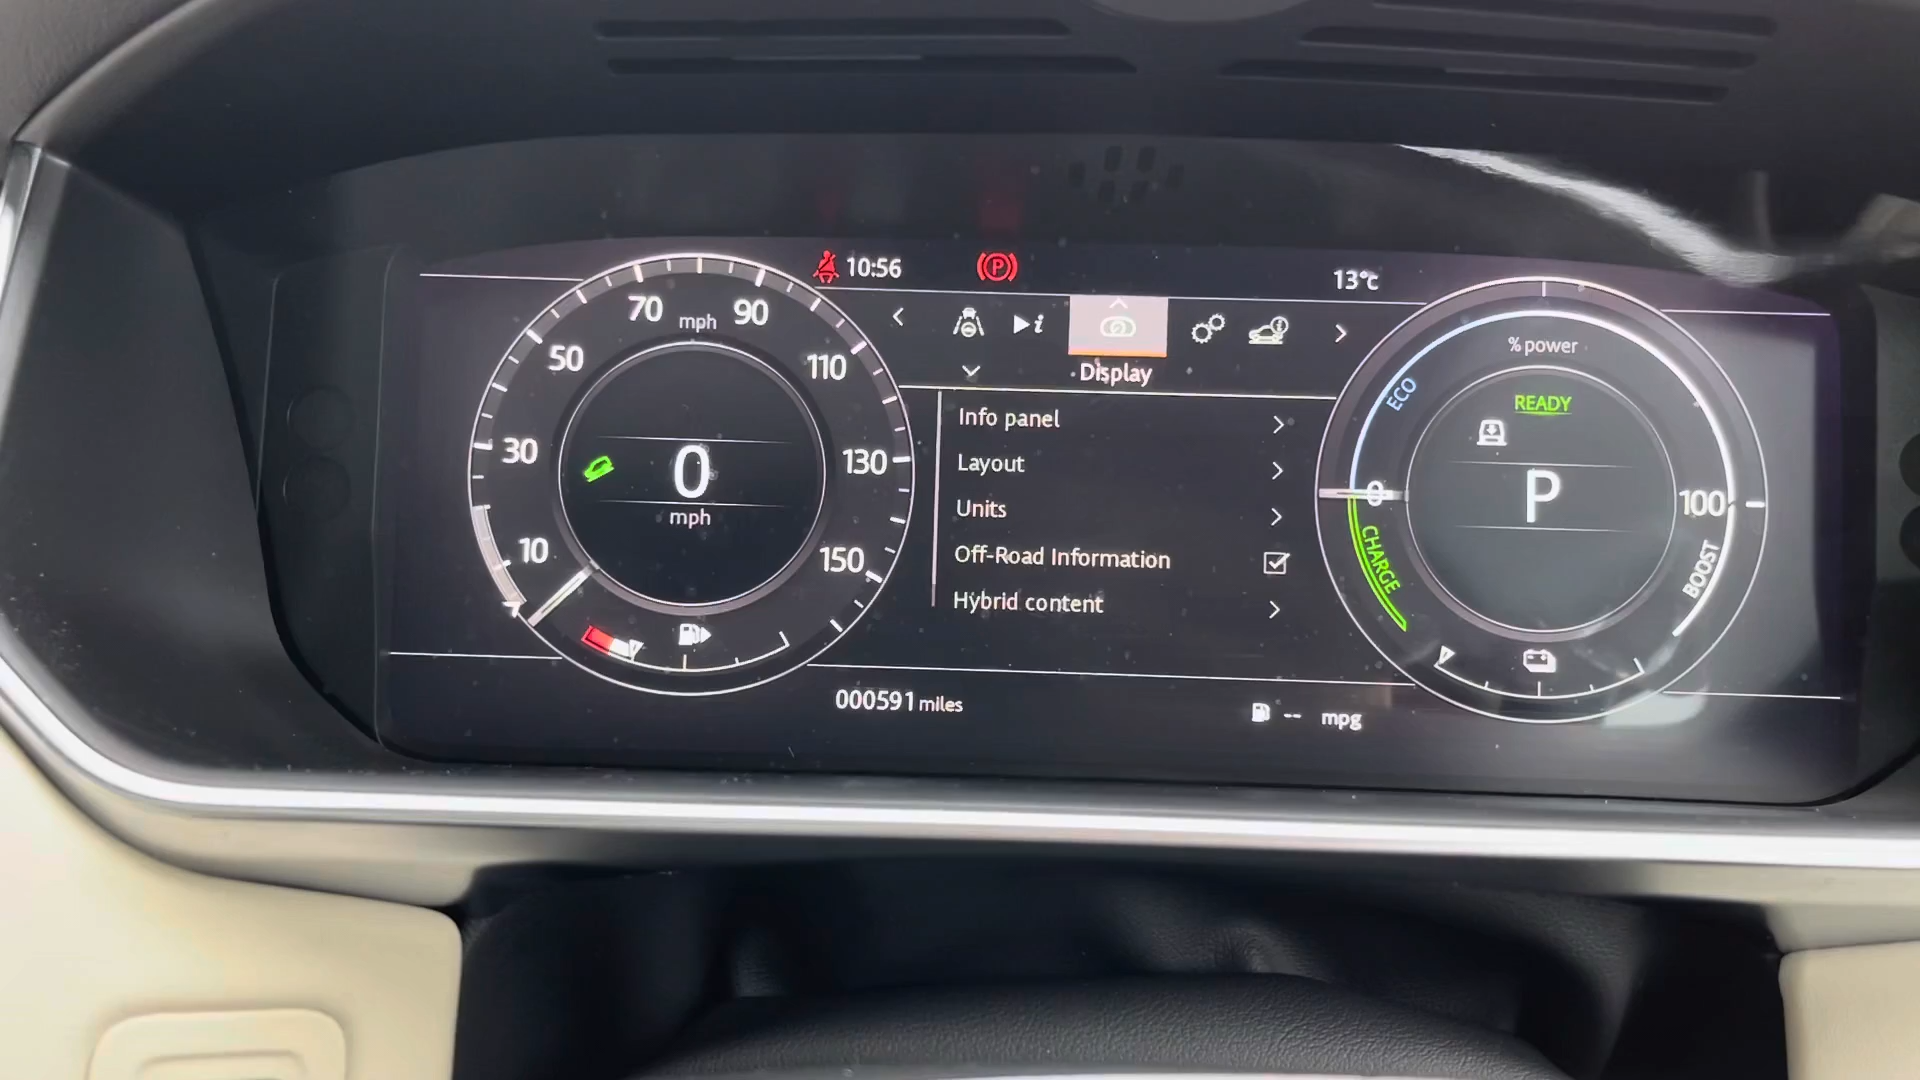 10:56
P
13°C
70
mph
90
50
110
30
130
10
150
0
mph
i
Display
Info panel
Layout
Units
Off-Road Information
Hybrid content
% power
ECO
READY
P
0
100
CHARGE
BOOST
000591 miles
-- mpg